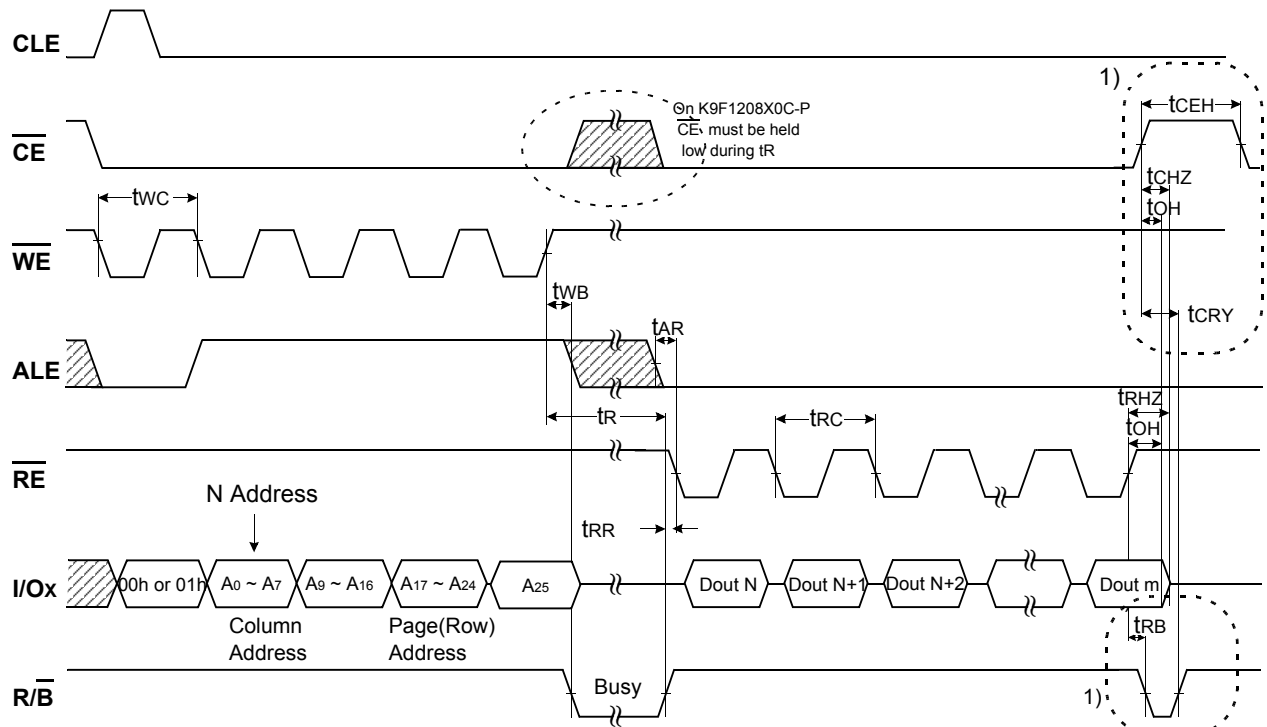 CLE
1)
tCEH
On K9F1208X0C-P
CE must be held
low during tR
CE
tCHZ
tOH
tWC
WE
tWB
tCRY
tAR
ALE
tRHZ
tR
tRC
tOH
RE
N Address
tRR
I/Ox
00h or 01h
A0 ~ A7
A9 ~ A16
A17 ~ A24
A25
Dout N
Dout N+1
Dout N+2
Dout m
Column
Address
Page(Row)
Address
tRB
R/B
Busy
1)